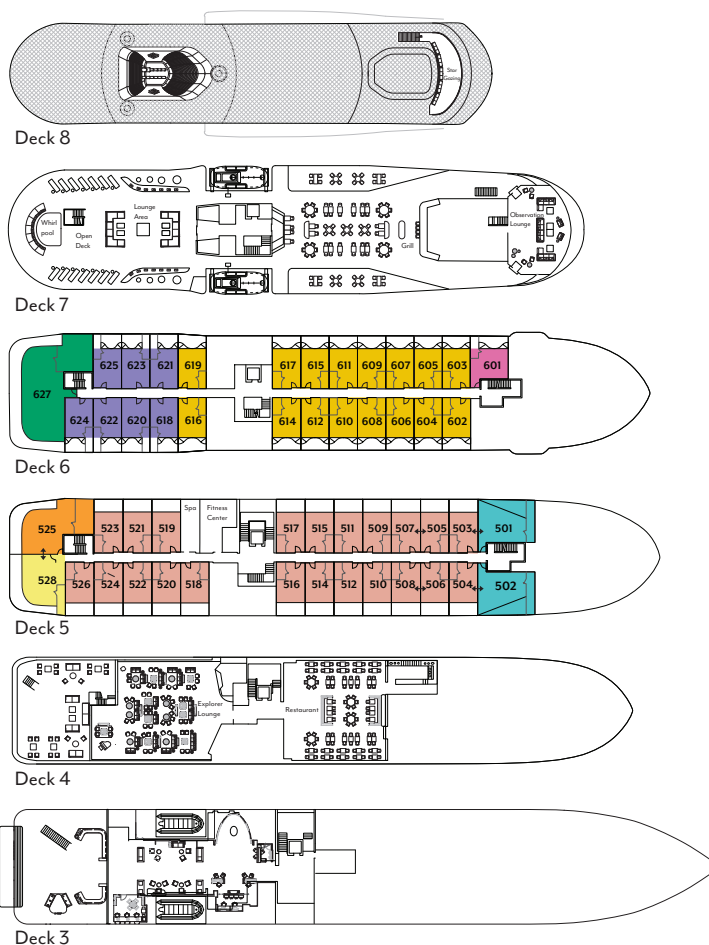 Star
Gazing
Deck 8
Whirl
pool
Open
Deck
Lounge
Area
Grill
Observation
Lounge
Deck 7
627
625 623 621 619 617 615 611 609 607 605 603 601
624 622 620 618 616 614 612 610 608 606 604 602
Deck 6
525 523 521 519 Spa Fitness
Center
517 515 511 509 507 505 503 501
528 526 524 522 520 518 516 514 512 510 508 506 504 502
Deck 5
Explorer
Lounge
Restaurant
Deck 4
Deck 3